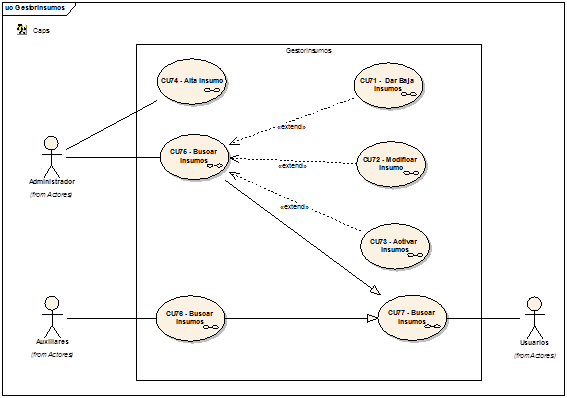 uc GestorInsumos
Caps
GestorInsumos
CU74 - Alta Insumo
CU71 - Dar Baja
Insumos
«extend»
CU75 - Buscar
Insumos
CU72 - Modificar
Insumo
«extend»
Administrador
(from Actores)
«extend»
CU73 - Activar
Insumos
CU76 - Buscar
Insumos
CU77 - Buscar
Insumos
Auxiliares
(from Actores)
Usuarios
(from Actores)